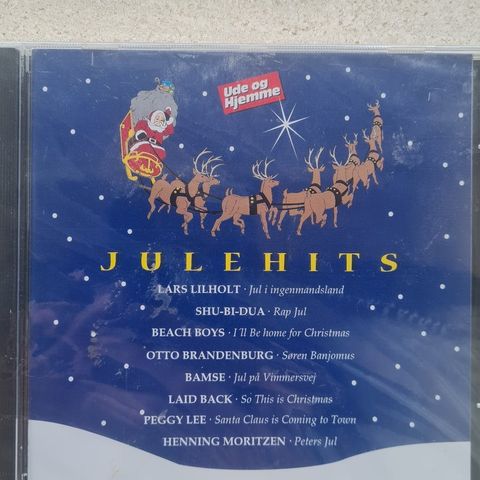 Ude og
Hjemme
JULEHITS
LARS LILHOLT · Jul i ingenmandsland
SHU-BI-DUA · Rap Jul
BEACH BOYS · I'll Be home for Christmas
OTTO BRANDENBURG · Søren Banjomus
BAMSE · Jul på Vimmersvej
LAID BACK · So This is Christmas
PEGGY LEE · Santa Claus is Coming to Town
HENNING MORITZEN · Peters Jul